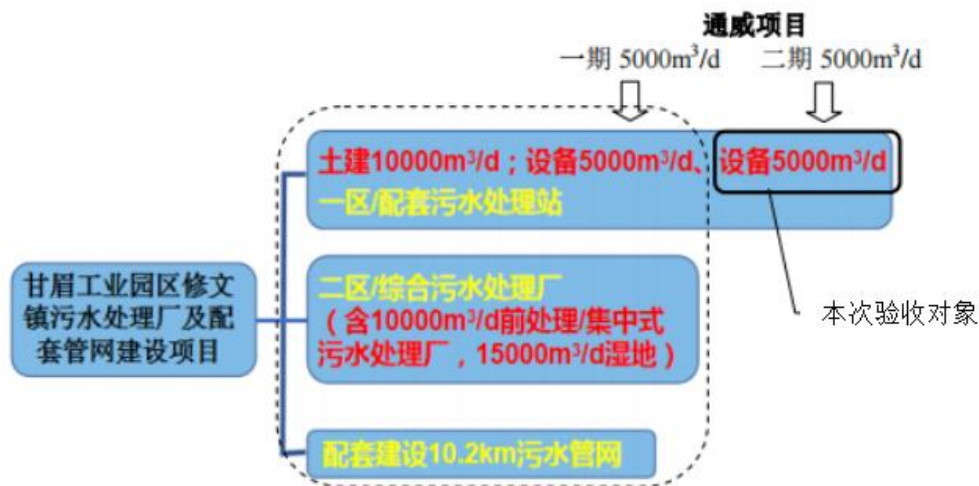 通威项目
一期 5000m³/d 二期 5000m³/d
土建10000m³/d；设备5000m³/d、设备5000m³/d
一区/配套污水处理站
甘眉工业园区修文
镇污水处理厂及配
套管网建设项目
二区/综合污水处理厂
（含10000m³/d前处理/集中式
污水处理厂，15000m³/d湿地）
本次验收对象
配套建设10.2km污水管网